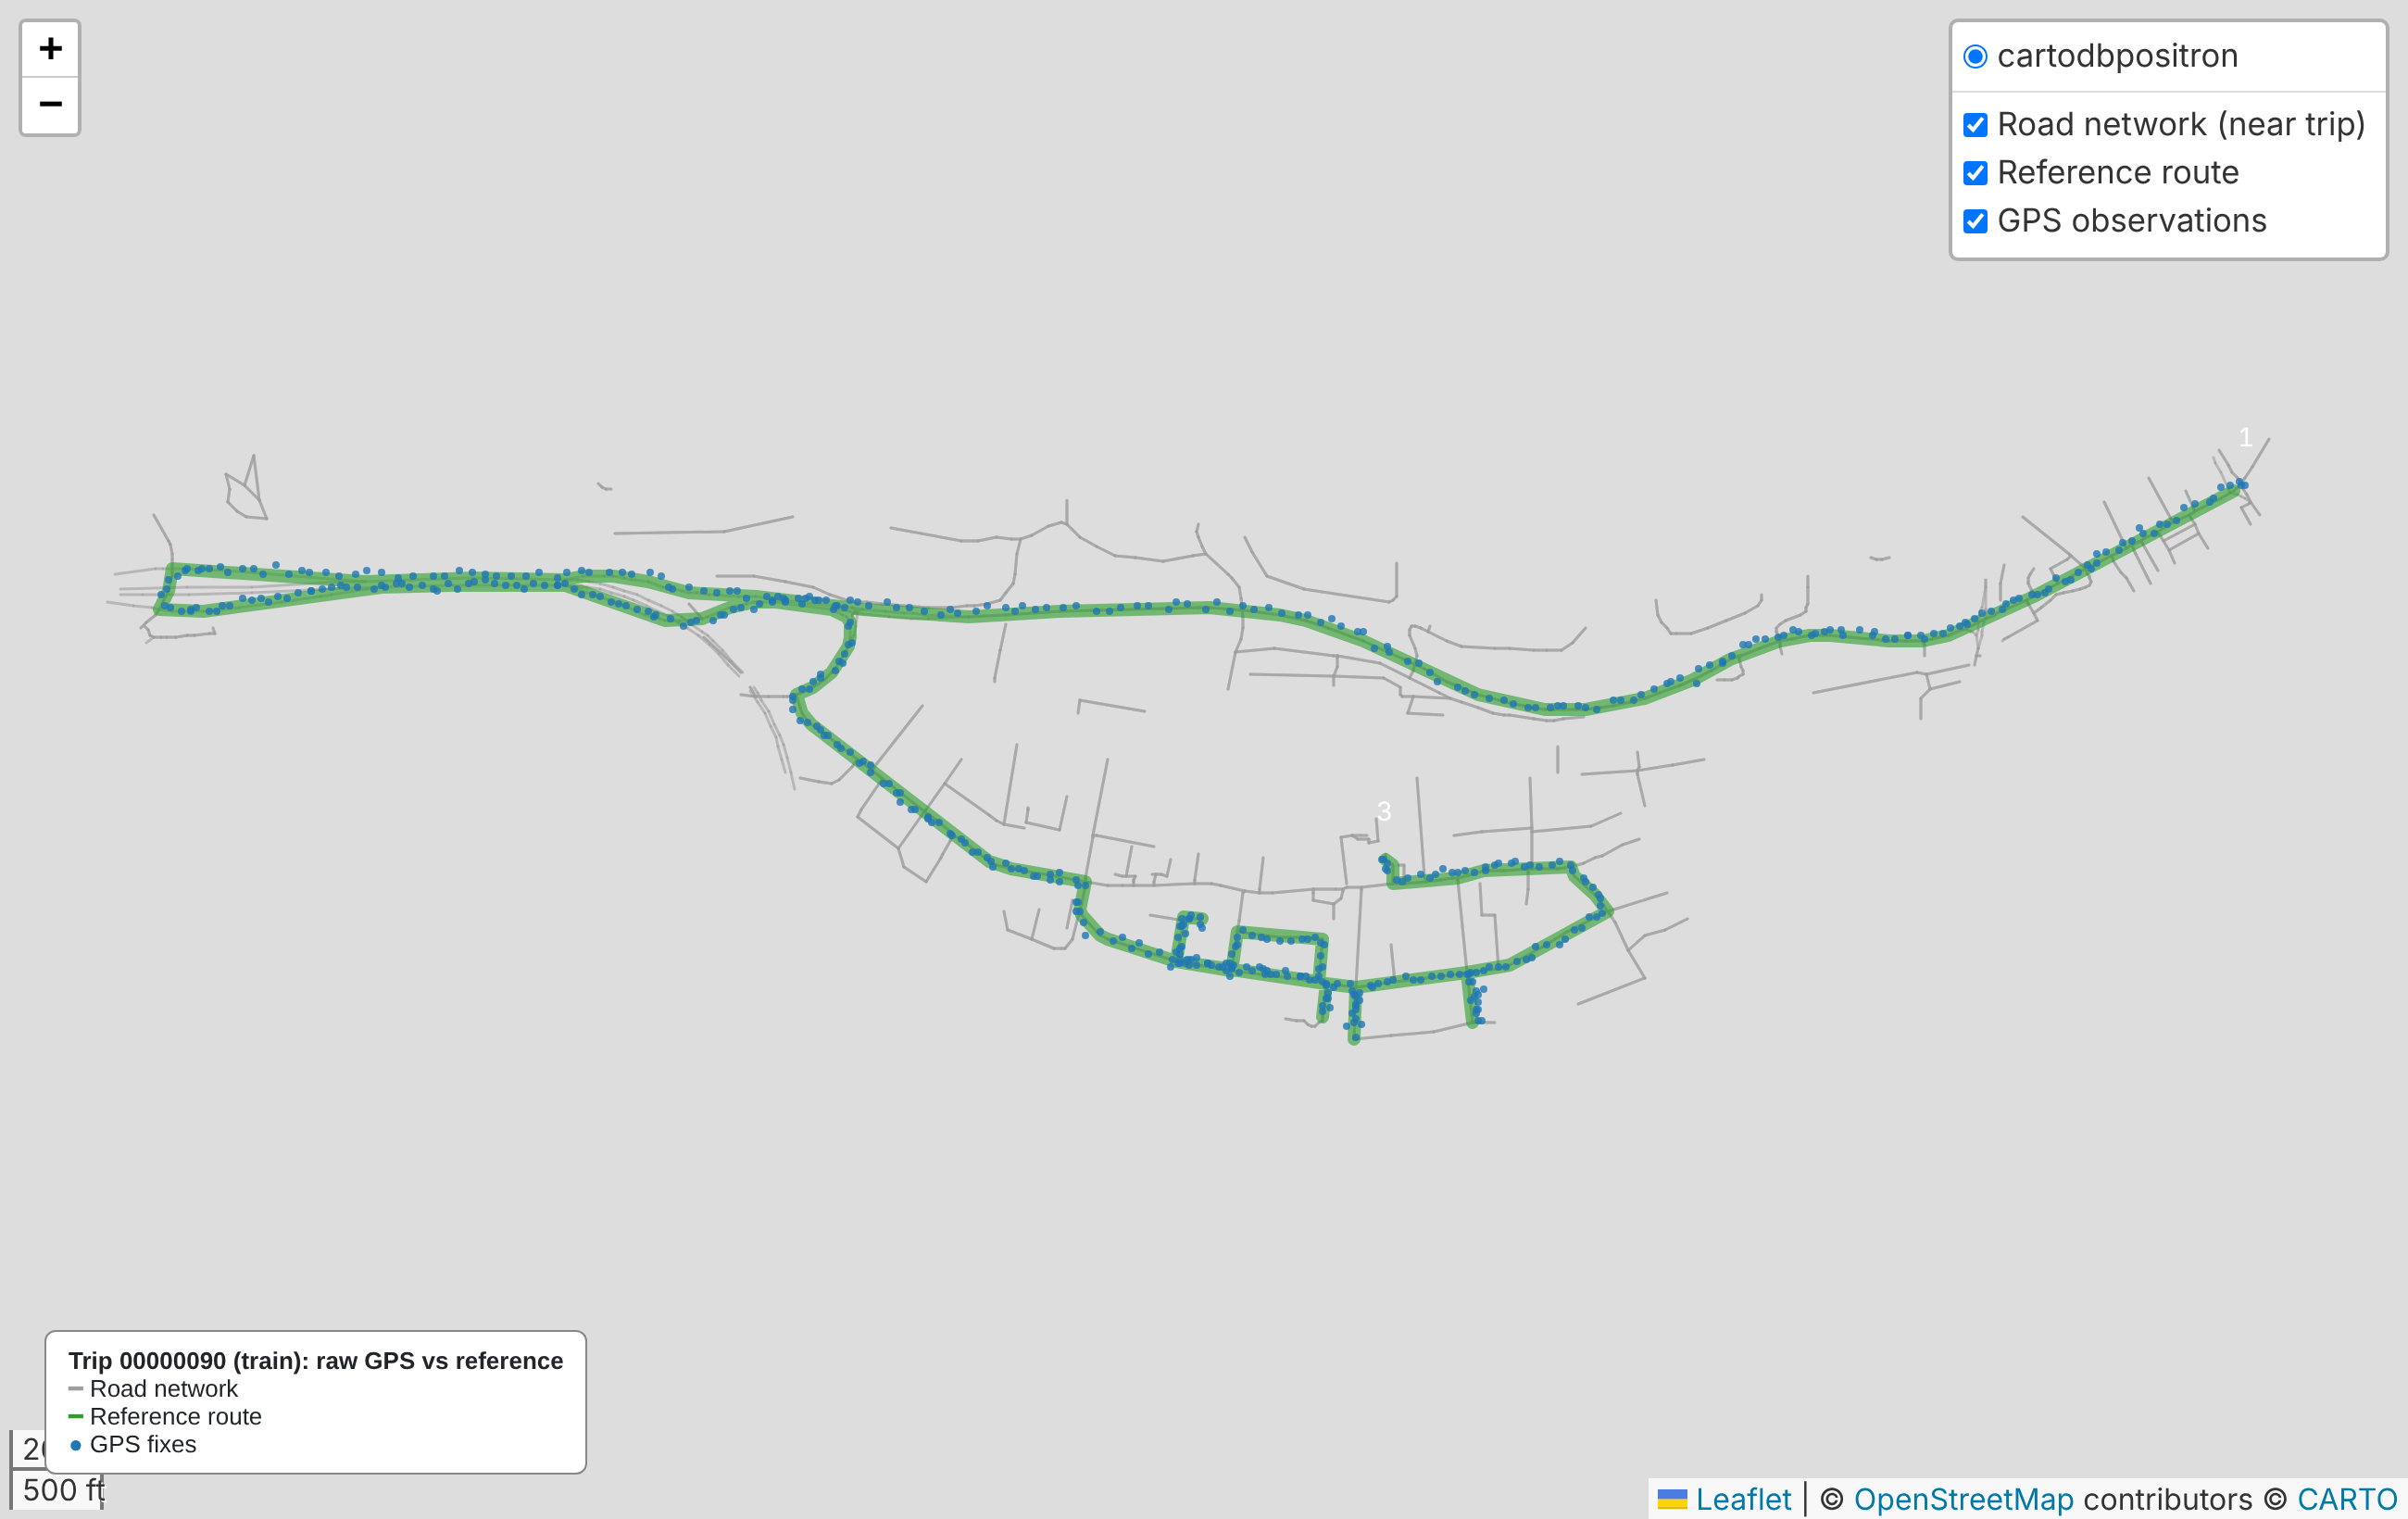 +
−
cartodbpositron
Road network (near trip)
Reference route
GPS observations
1
3
Trip 00000090 (train): raw GPS vs reference
Road network
Reference route
GPS fixes
500 ft
Leaflet | © OpenStreetMap contributors © CARTO